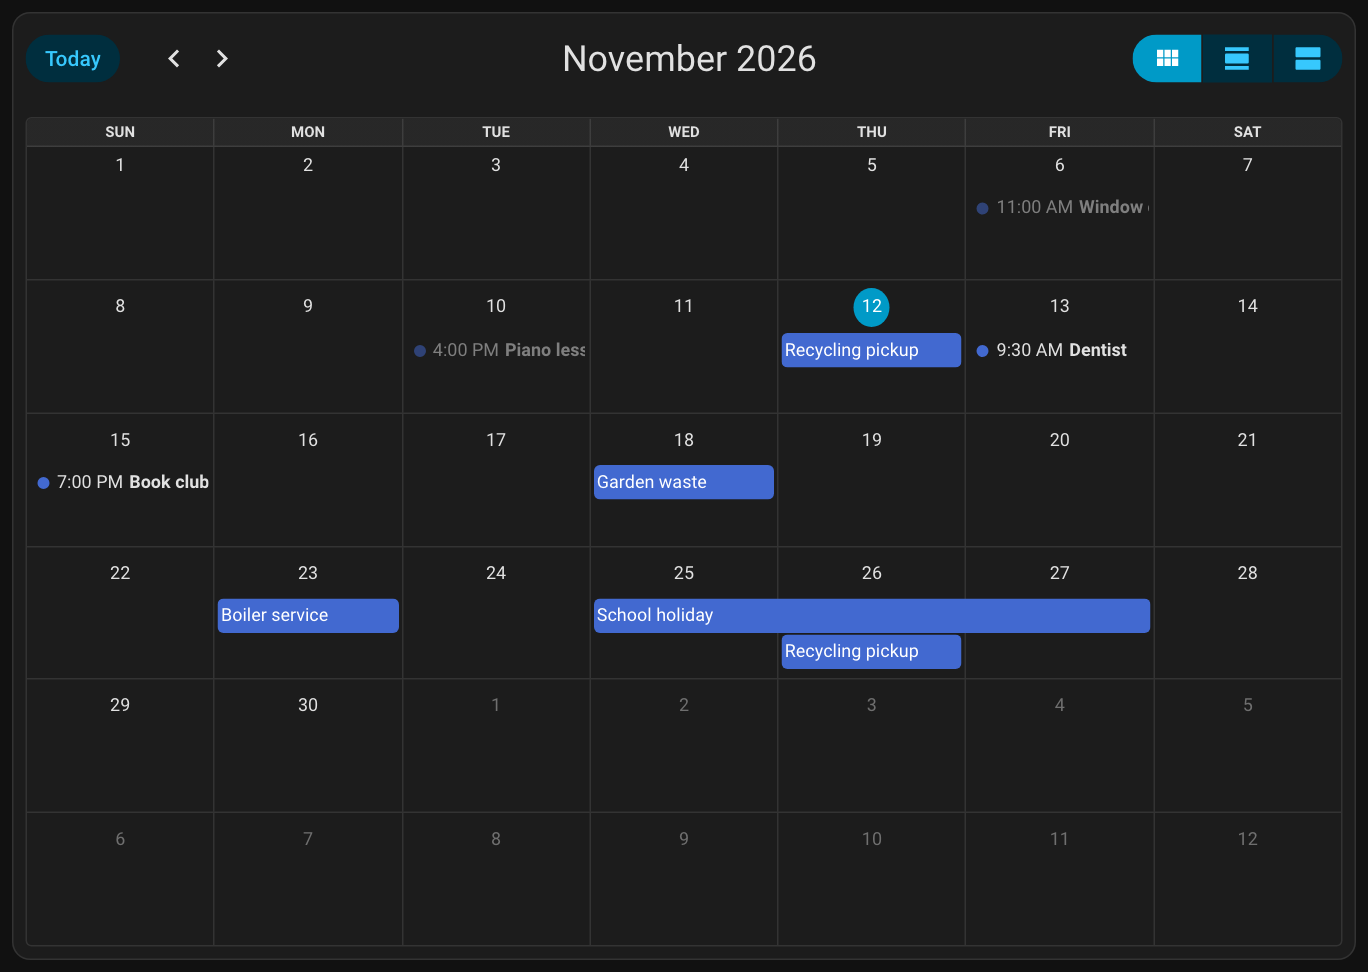 Today
November 2026
SUN MON TUE WED THU FRI SAT
1 2 3 4 5 6 7
11:00 AM Window
8 9 10 11 12 13 14
4:00 PM Piano less
Recycling pickup
9:30 AM Dentist
15 16 17 18 19 20 21
7:00 PM Book club
Garden waste
22 23 24 25 26 27 28
Boiler service
School holiday
Recycling pickup
29 30 1 2 3 4 5
6 7 8 9 10 11 12